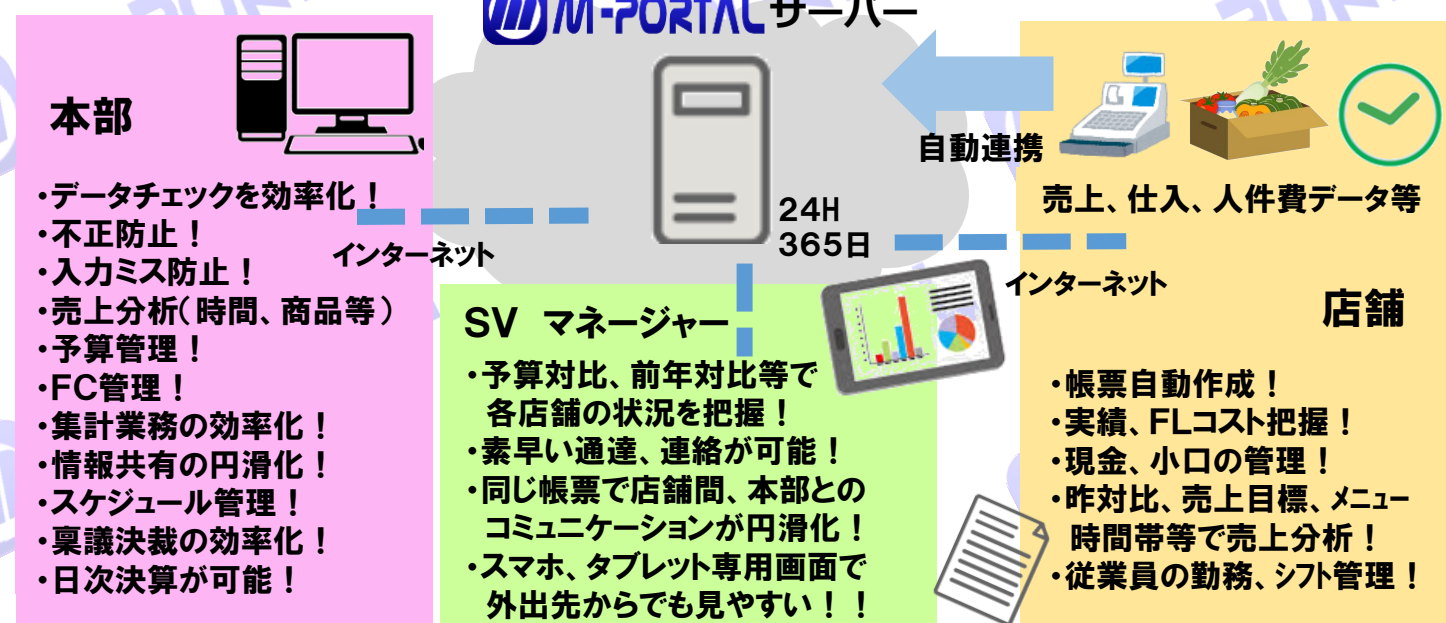 M-PORTALサーバー
本部
・データチェックを効率化！
・不正防止！
・入力ミス防止！
・売上分析（時間、商品等）
・予算管理！
・FC管理！
・集計業務の効率化！
・情報共有の円滑化！
・スケジュール管理！
・稟議決裁の効率化！
・日次決算が可能！
インターネット
24H
365日
自動連携
売上、仕入、人件費データ等
インターネット
SV マネージャー
・予算対比、前年対比等で
各店舗の状況を把握！
・素早い通達、連絡が可能！
・同じ帳票で店舗間、本部との
コミュニケーションが円滑化！
・スマホ、タブレット専用画面で
外出先からでも見やすい！！
店舗
・帳票自動作成！
・実績、FLコスト把握！
・現金、小口の管理！
・昨対比、売上目標、メニュー
時間帯等で売上分析！
・従業員の勤務、シフト管理！